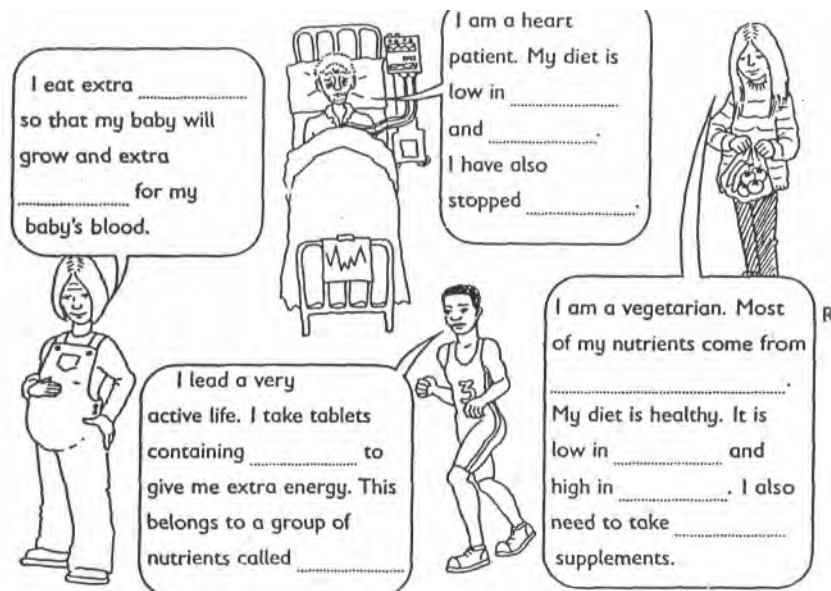 I eat extra ....................
so that my baby will
grow and extra
.................... for my
baby's blood.
I am a heart
patient. My diet is
low in ....................
and .................... .
I have also
stopped .................... .
I lead a very
active life. I take tablets
containing .................... to
give me extra energy. This
belongs to a group of
nutrients called ....................
3
I am a vegetarian. Most
of my nutrients come from
........................................ .
My diet is healthy. It is
low in .................... and
high in .................... . I also
need to take ....................
supplements.
R